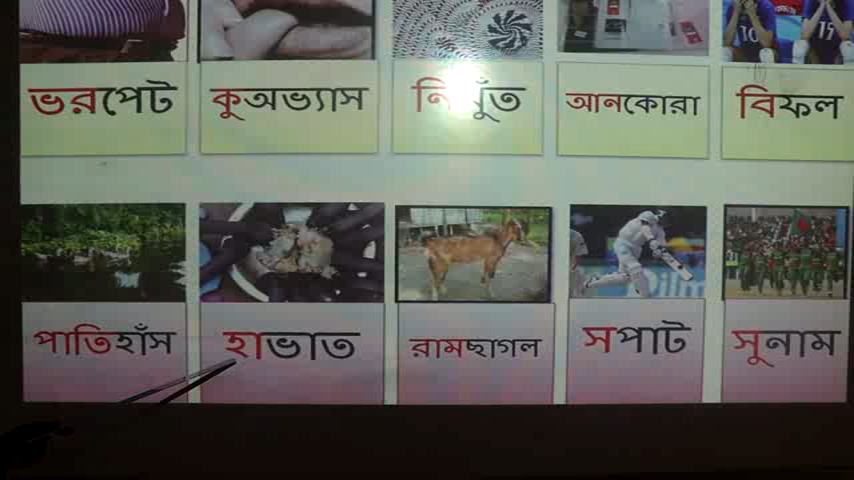 ভরপেট কুঅভ্যাস আনকোরা বিফল
পাতিহাঁস হাভাত রামছাগল সপাট সুনাম